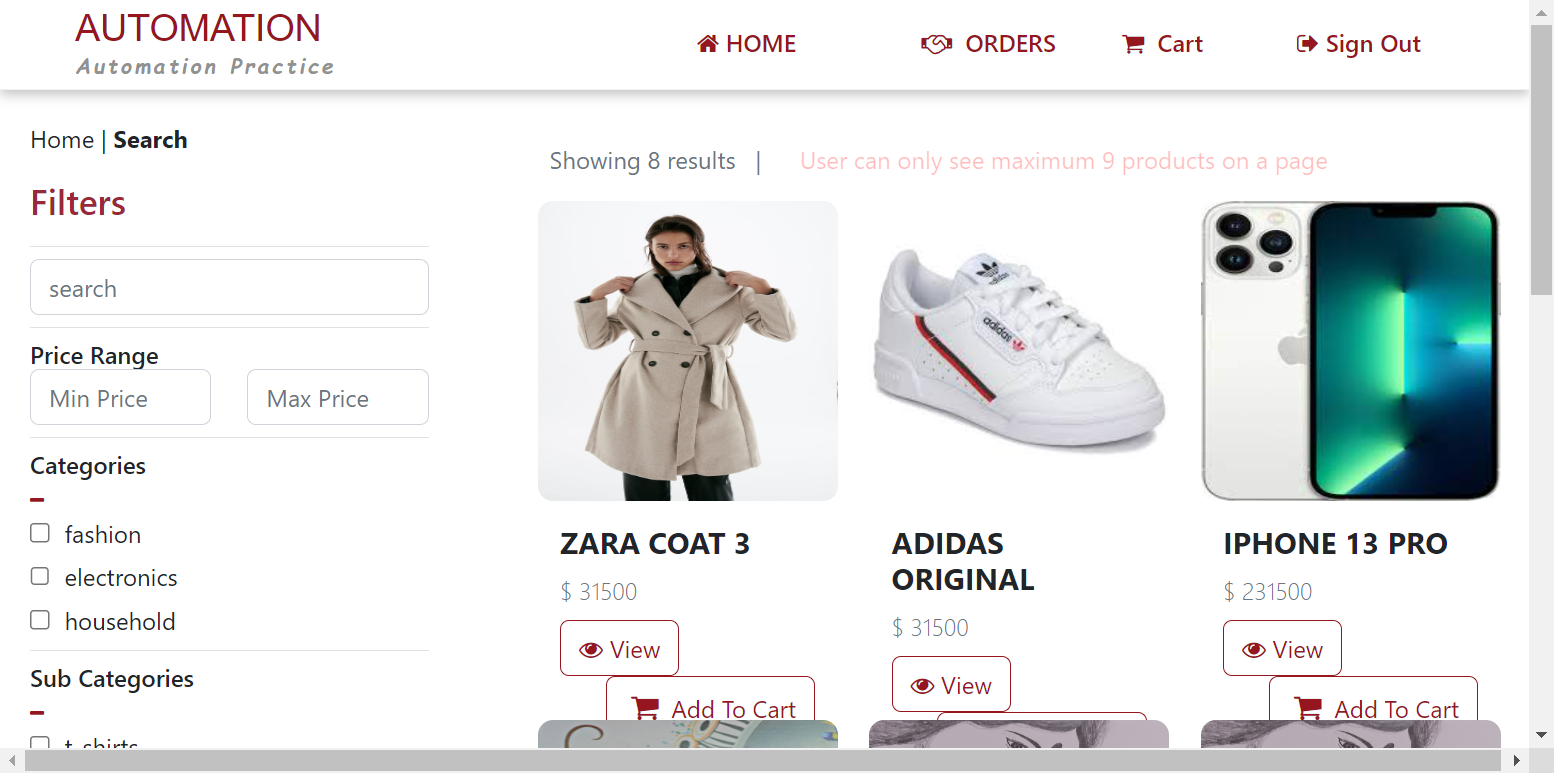 AUTOMATION
Automation Practice
HOME
ORDERS
Cart
Sign Out
Home | Search
Filters
search
Price Range
Min Price
Max Price
Categories
fashion
electronics
household
Sub Categories
t-shirts
Showing 8 results |
User can only see maximum 9 products on a page
adidas
adidas
ZARA COAT 3
$ 31500
View
Add To Cart
ADIDAS
ORIGINAL
$ 31500
View
IPHONE 13 PRO
$ 231500
View
Add To Cart